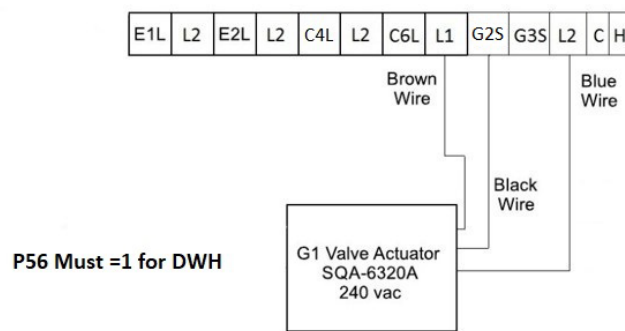 E1L L2 E2L L2 C4L L2 C6L L1 G2S G3S L2 C H
Brown
Wire
Blue
Wire
Black
Wire
G1 Valve Actuator
SQA-6320A
240 vac
P56 Must =1 for DWH